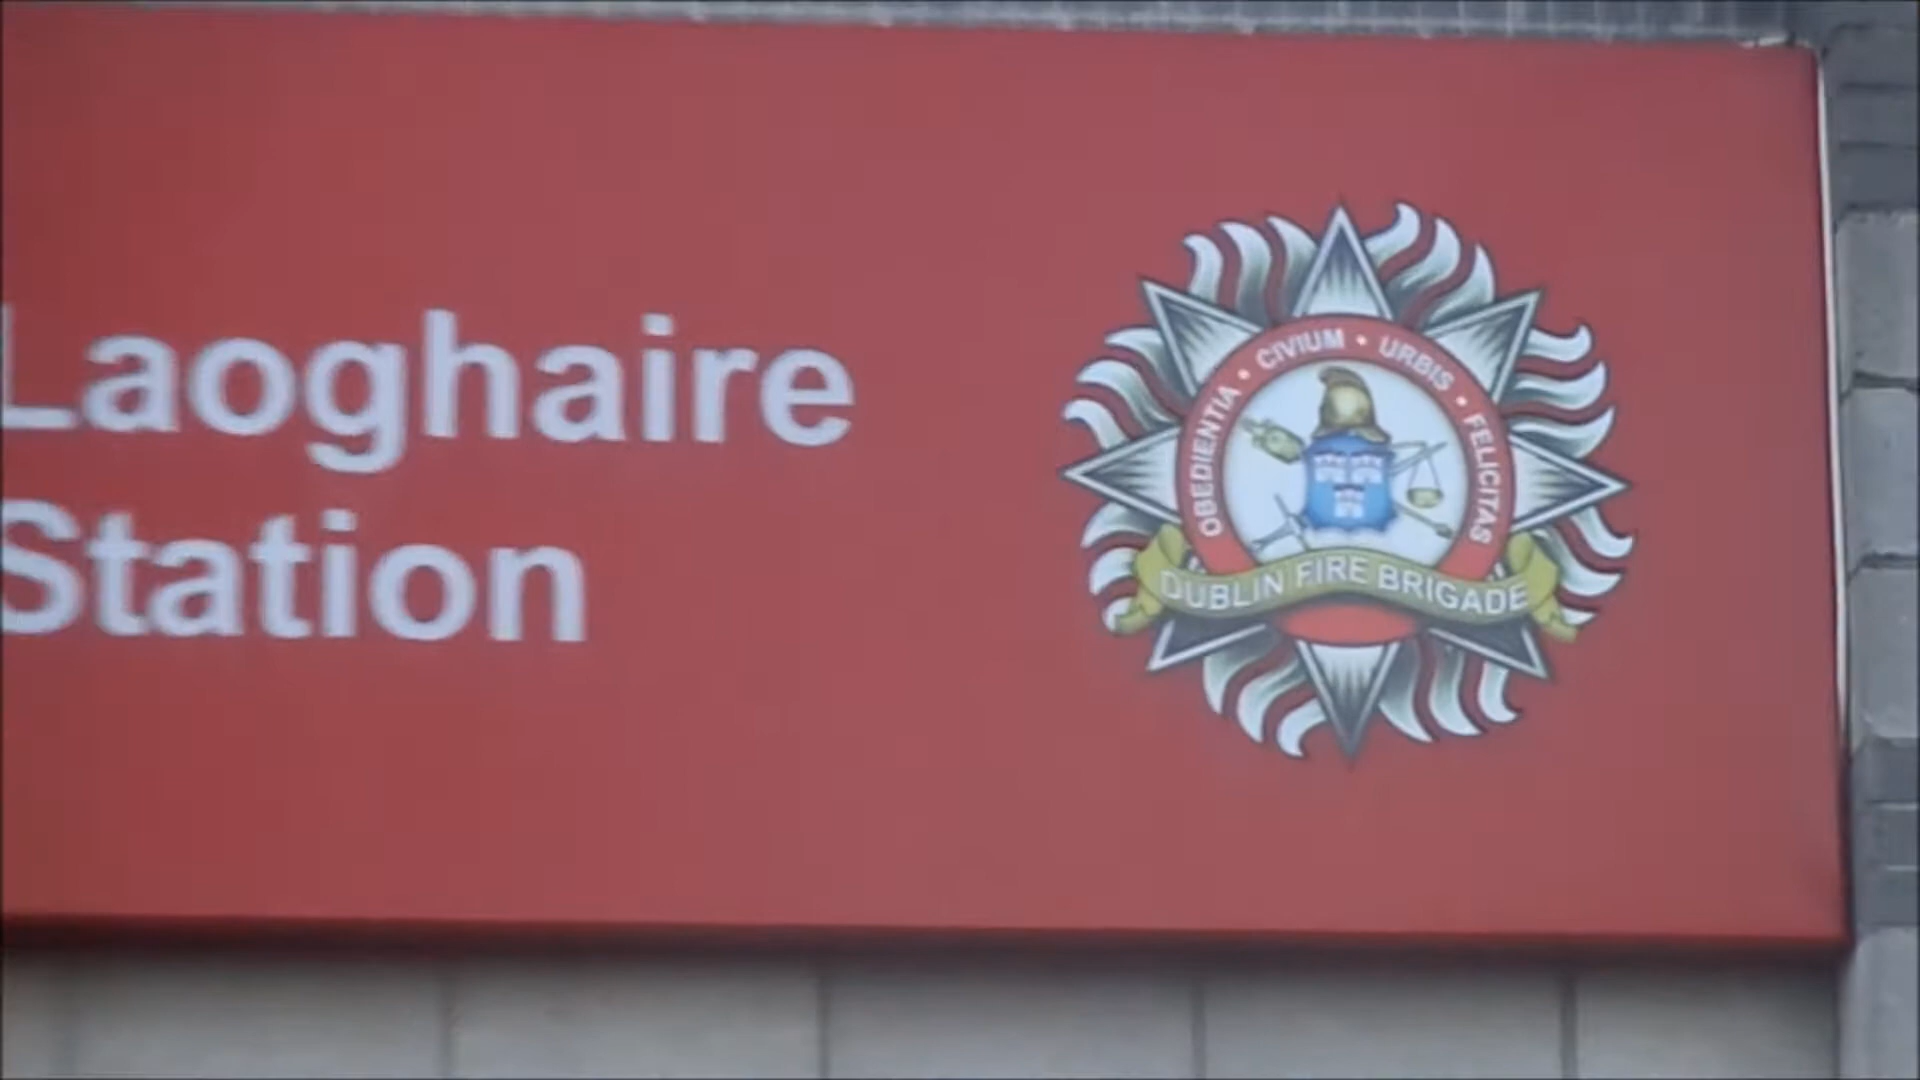 Laoghaire
Station
OBEDIENTIA • CIVIUM • URBIS • FELICITAS
DUBLIN FIRE BRIGADE